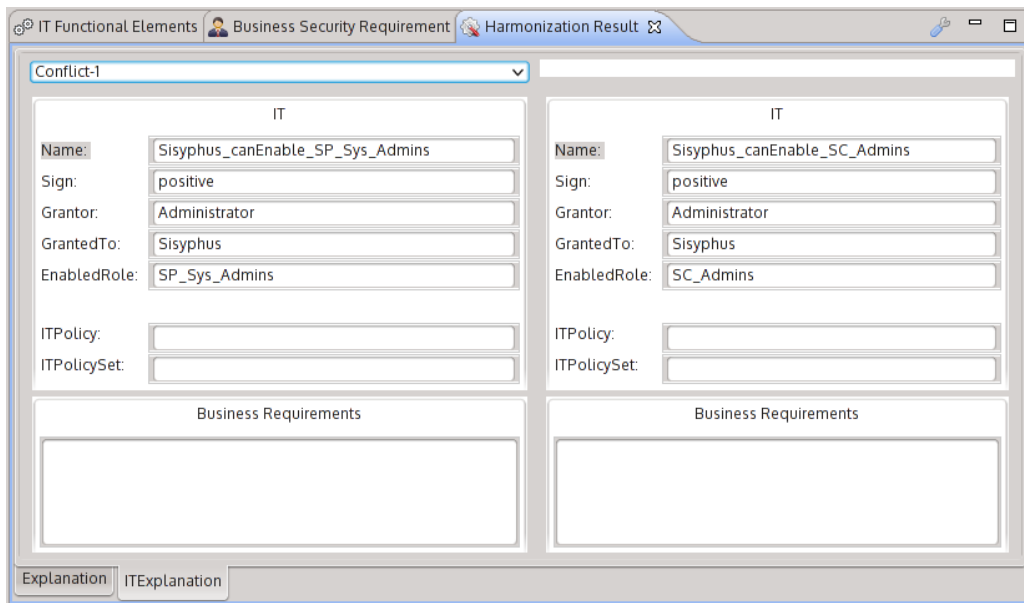 IT Functional Elements Business Security Requirement Harmonization Result
Conflict-1
IT
Name: Sisyphus_canEnable_SP_Sys_Admins
Sign: positive
Grantor: Administrator
GrantedTo: Sisyphus
EnabledRole: SP_Sys_Admins
ITPolicy:
ITPolicySet:
Business Requirements
IT
Name: Sisyphus_canEnable_SC_Admins
Sign: positive
Grantor: Administrator
GrantedTo: Sisyphus
EnabledRole: SC_Admins
ITPolicy:
ITPolicySet:
Business Requirements
Explanation ITExplanation